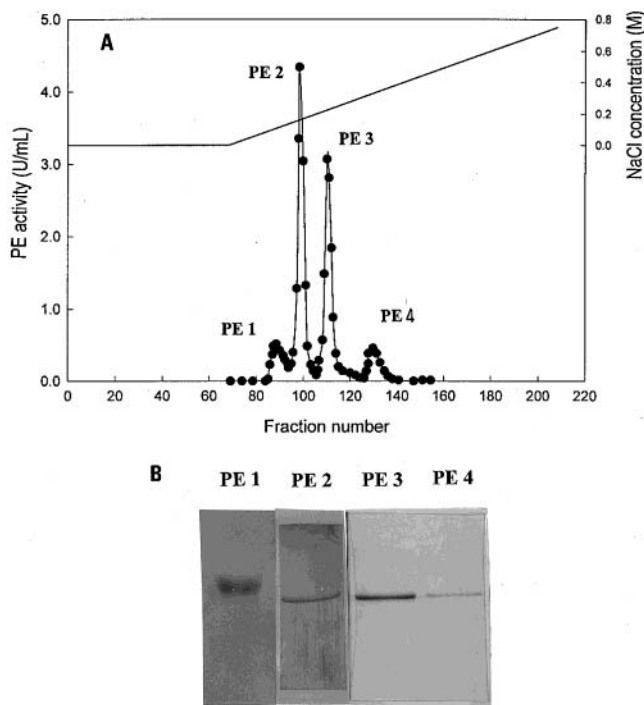 A
PE 1
PE 2
PE 3
PE 4
PE activity (U/mL)
5.0
4.0
3.0
2.0
1.0
0.0
NaCl concentration (M)
0.8
0.6
0.4
0.2
0.0
0 20 40 60 80 100 120 140 160 180 200 220
Fraction number
B
PE 1 PE 2 PE 3 PE 4